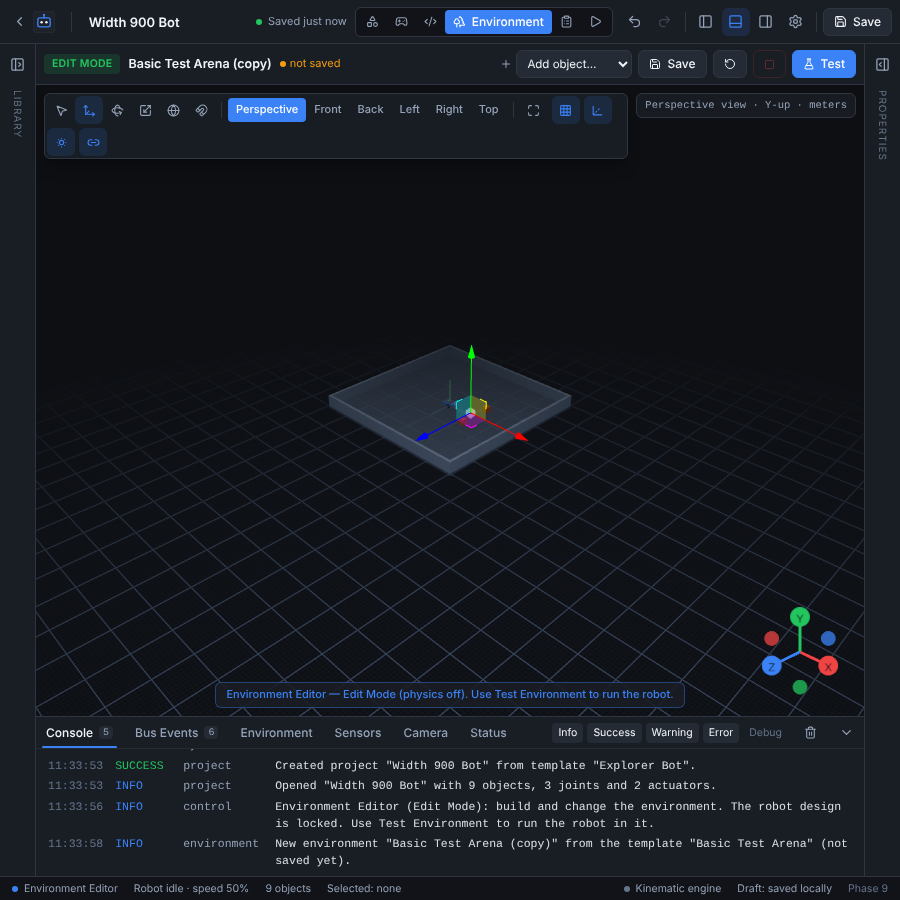 Width 900 Bot
Saved just now
Environment
Save
LIBRARY
EDIT MODE
Basic Test Arena (copy)
not saved
+
Add object...
Save
Test
PROPERTIES
Perspective
Front
Back
Left
Right
Top
Perspective view · Y-up · meters
Y
Z
X
Environment Editor — Edit Mode (physics off). Use Test Environment to run the robot.
Console 5
Bus Events 6
Environment
Sensors
Camera
Status
Info
Success
Warning
Error
Debug
11:33:53 SUCCESS project Created project "Width 900 Bot" from template "Explorer Bot".
11:33:53 INFO project Opened "Width 900 Bot" with 9 objects, 3 joints and 2 actuators.
11:33:56 INFO control Environment Editor (Edit Mode): build and change the environment. The robot design
is locked. Use Test Environment to run the robot in it.
11:33:58 INFO environment New environment "Basic Test Arena (copy)" from the template "Basic Test Arena" (not
saved yet).
Environment Editor
Robot idle · speed 50%
9 objects
Selected: none
Kinematic engine
Draft: saved locally
Phase 9